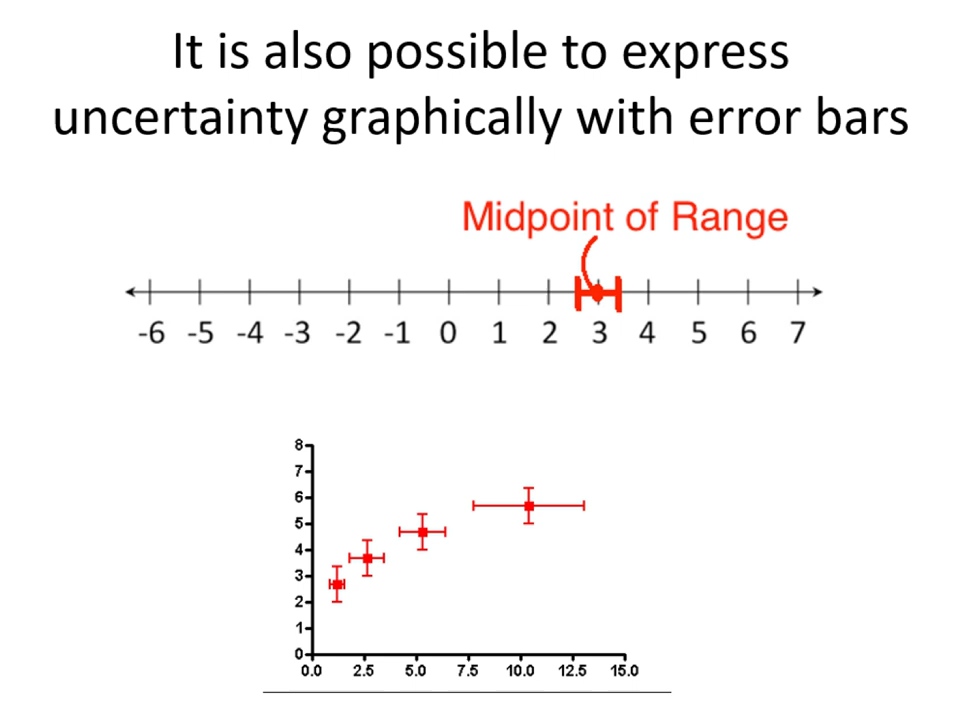 It is also possible to express
uncertainty graphically with error bars
Midpoint of Range
-6 -5 -4 -3 -2 -1 0 1 2 3 4 5 6 7
8
7
6
5
4
3
2
1
0
0.0 2.5 5.0 7.5 10.0 12.5 15.0